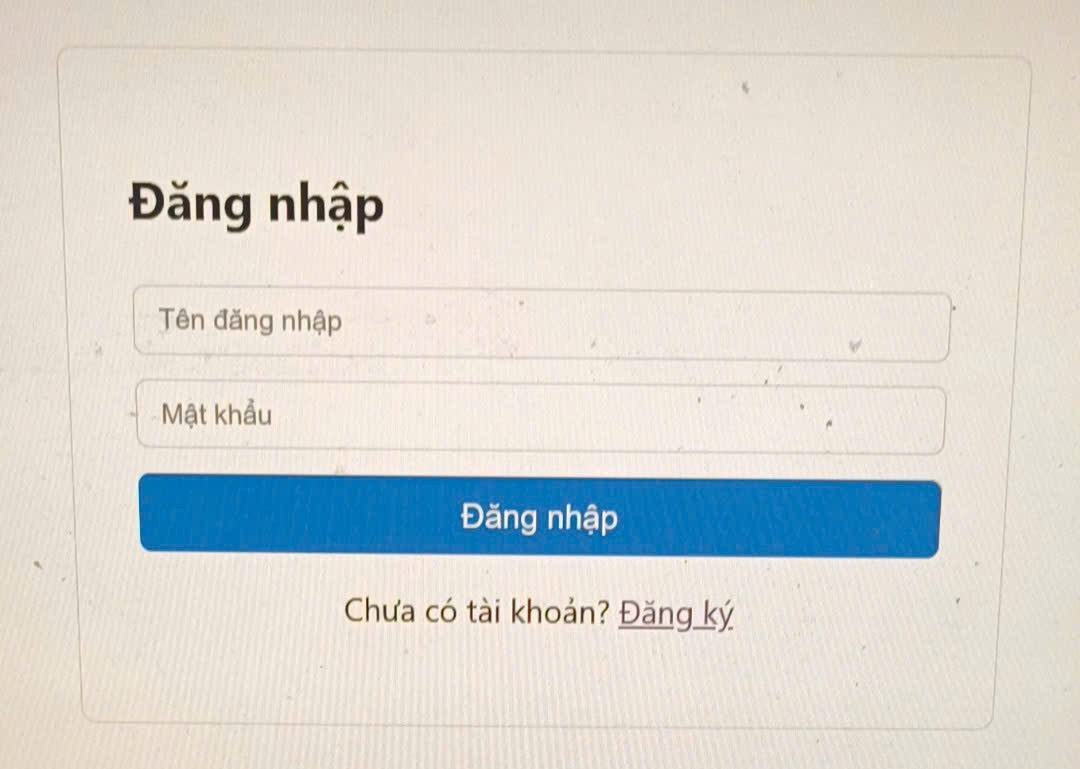 Đăng nhập
Tên đăng nhập
Mật khẩu
Đăng nhập
Chưa có tài khoản? Đăng ký